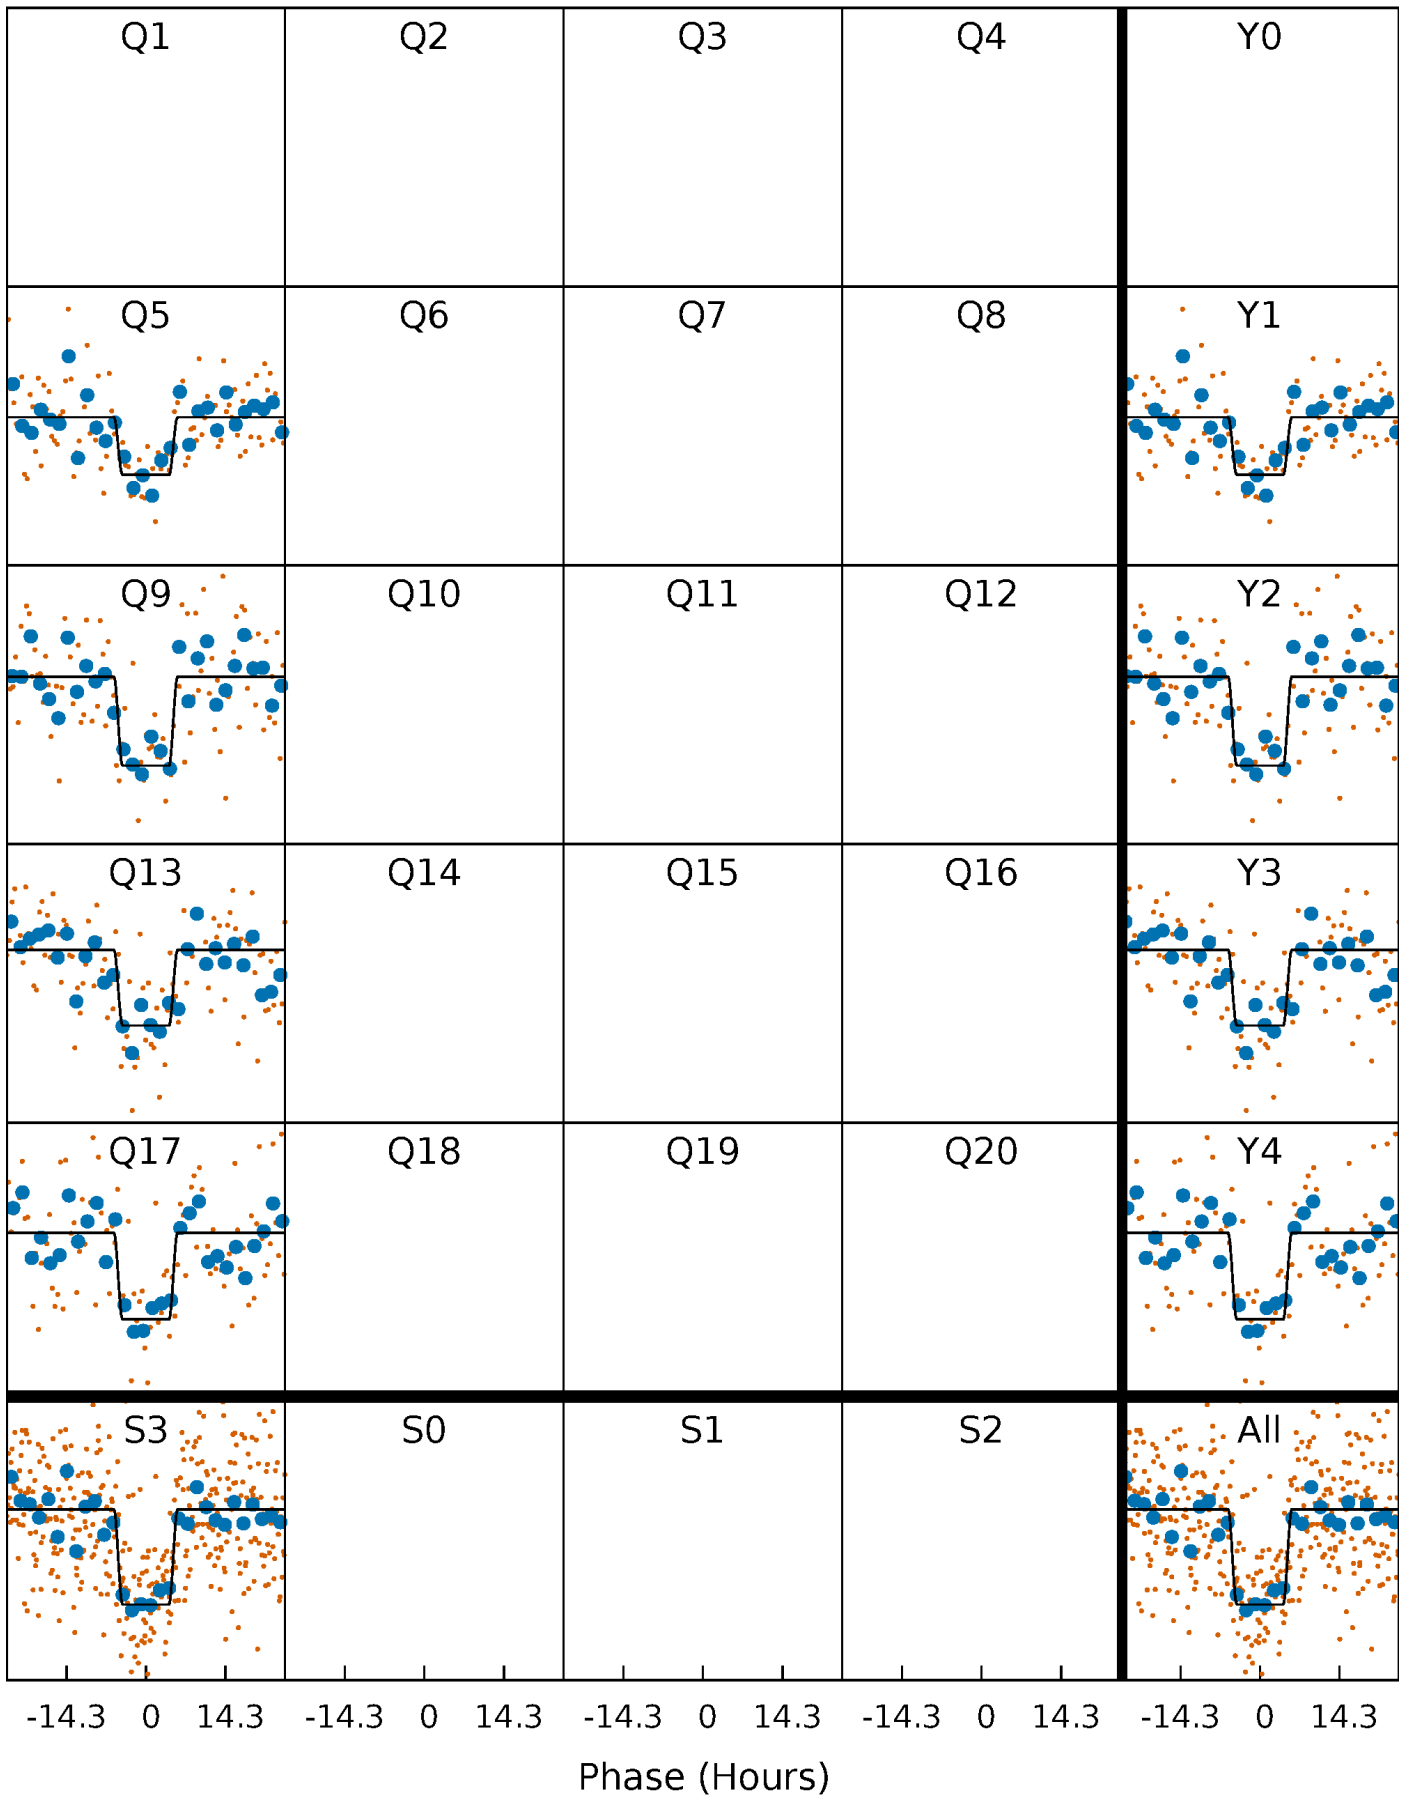 Q1 Q2 Q3 Q4 Y0
Q5 Q6 Q7 Q8 Y1
Q9 Q10 Q11 Q12 Y2
Q13 Q14 Q15 Q16 Y3
Q17 Q18 Q19 Q20 Y4
S3 S0 S1 S2 All
-14.3 0 14.3 -14.3 0 14.3 -14.3 0 14.3 -14.3 0 14.3 -14.3 0 14.3
Phase (Hours)